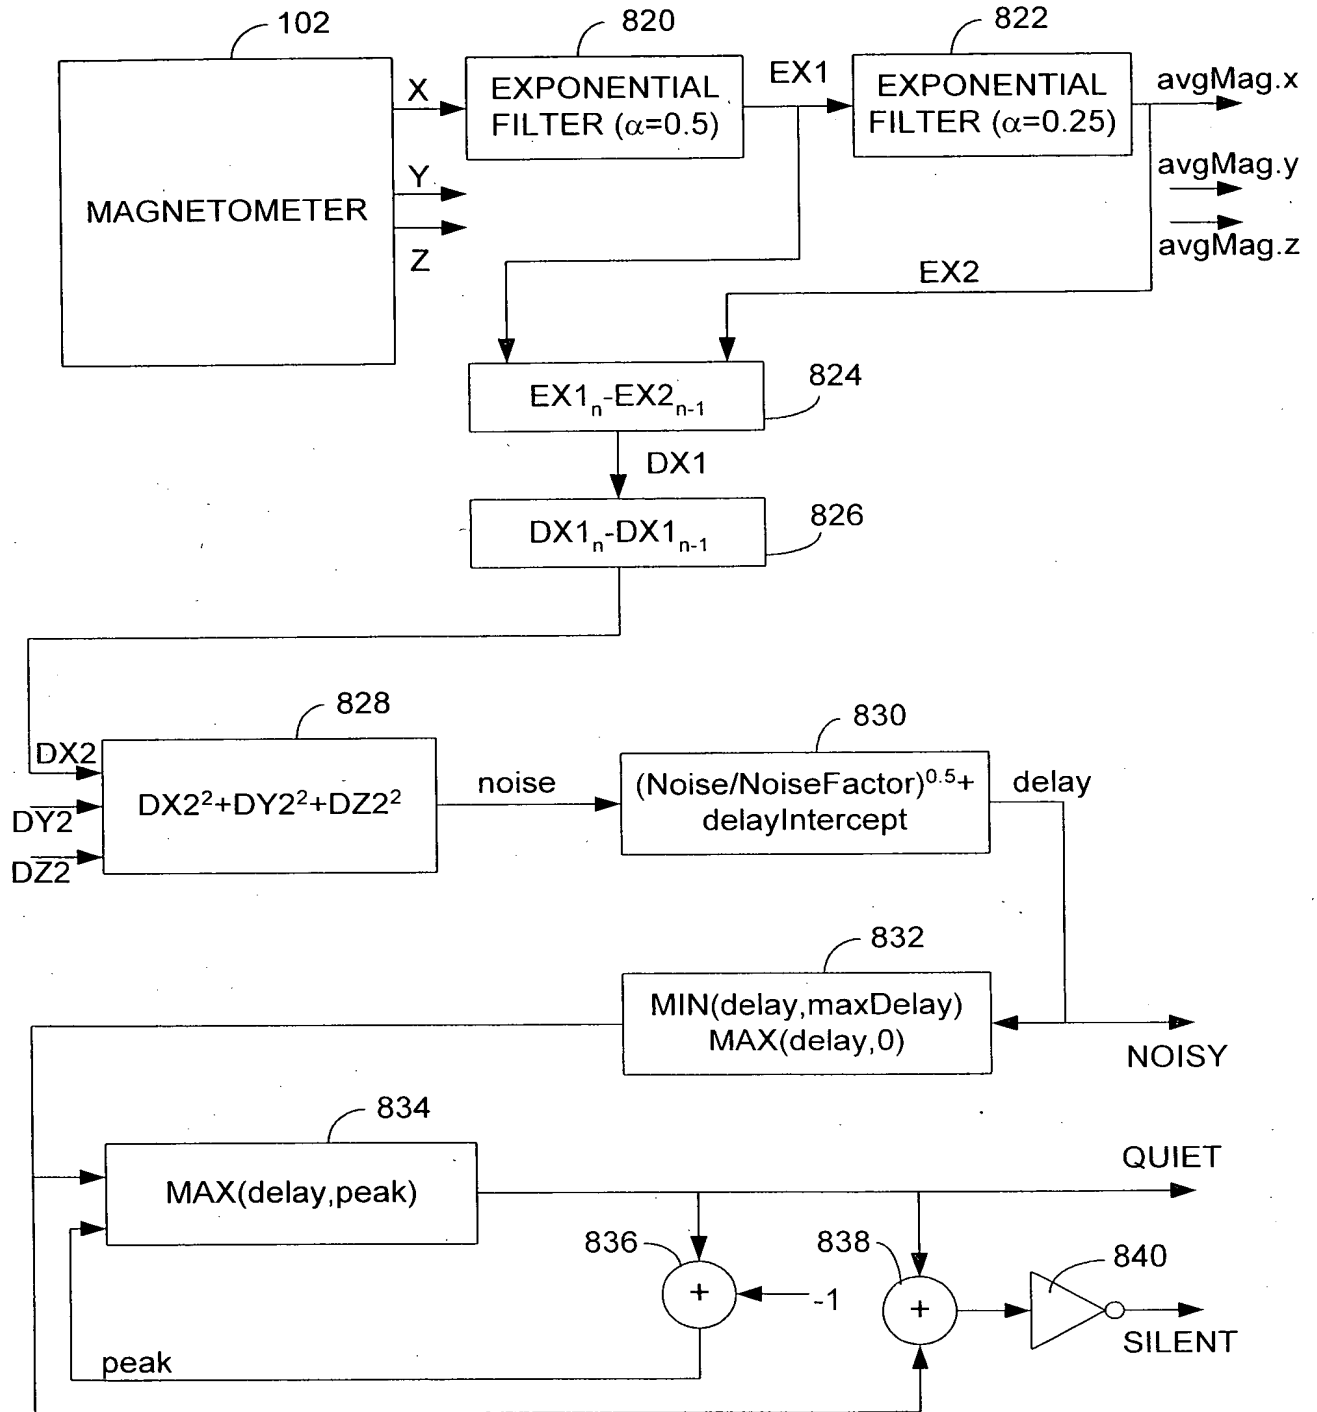 102
820
822
MAGNETOMETER
X
Y
Z
EXPONENTIAL
FILTER (α=0.5)
EX1
EXPONENTIAL
FILTER (α=0.25)
avgMag.x
avgMag.y
avgMag.z
EX2
EX1ₙ-EX2ₙ₋₁
824
DX1
DX1ₙ-DX1ₙ₋₁
826
828
830
DX2
DY2
DZ2
DX2²+DY2²+DZ2²
noise
(Noise/NoiseFactor)⁰·⁵+
delayIntercept
delay
832
MIN(delay,maxDelay)
MAX(delay,0)
NOISY
834
MAX(delay,peak)
QUIET
836
+
-1
838
+
840
SILENT
peak